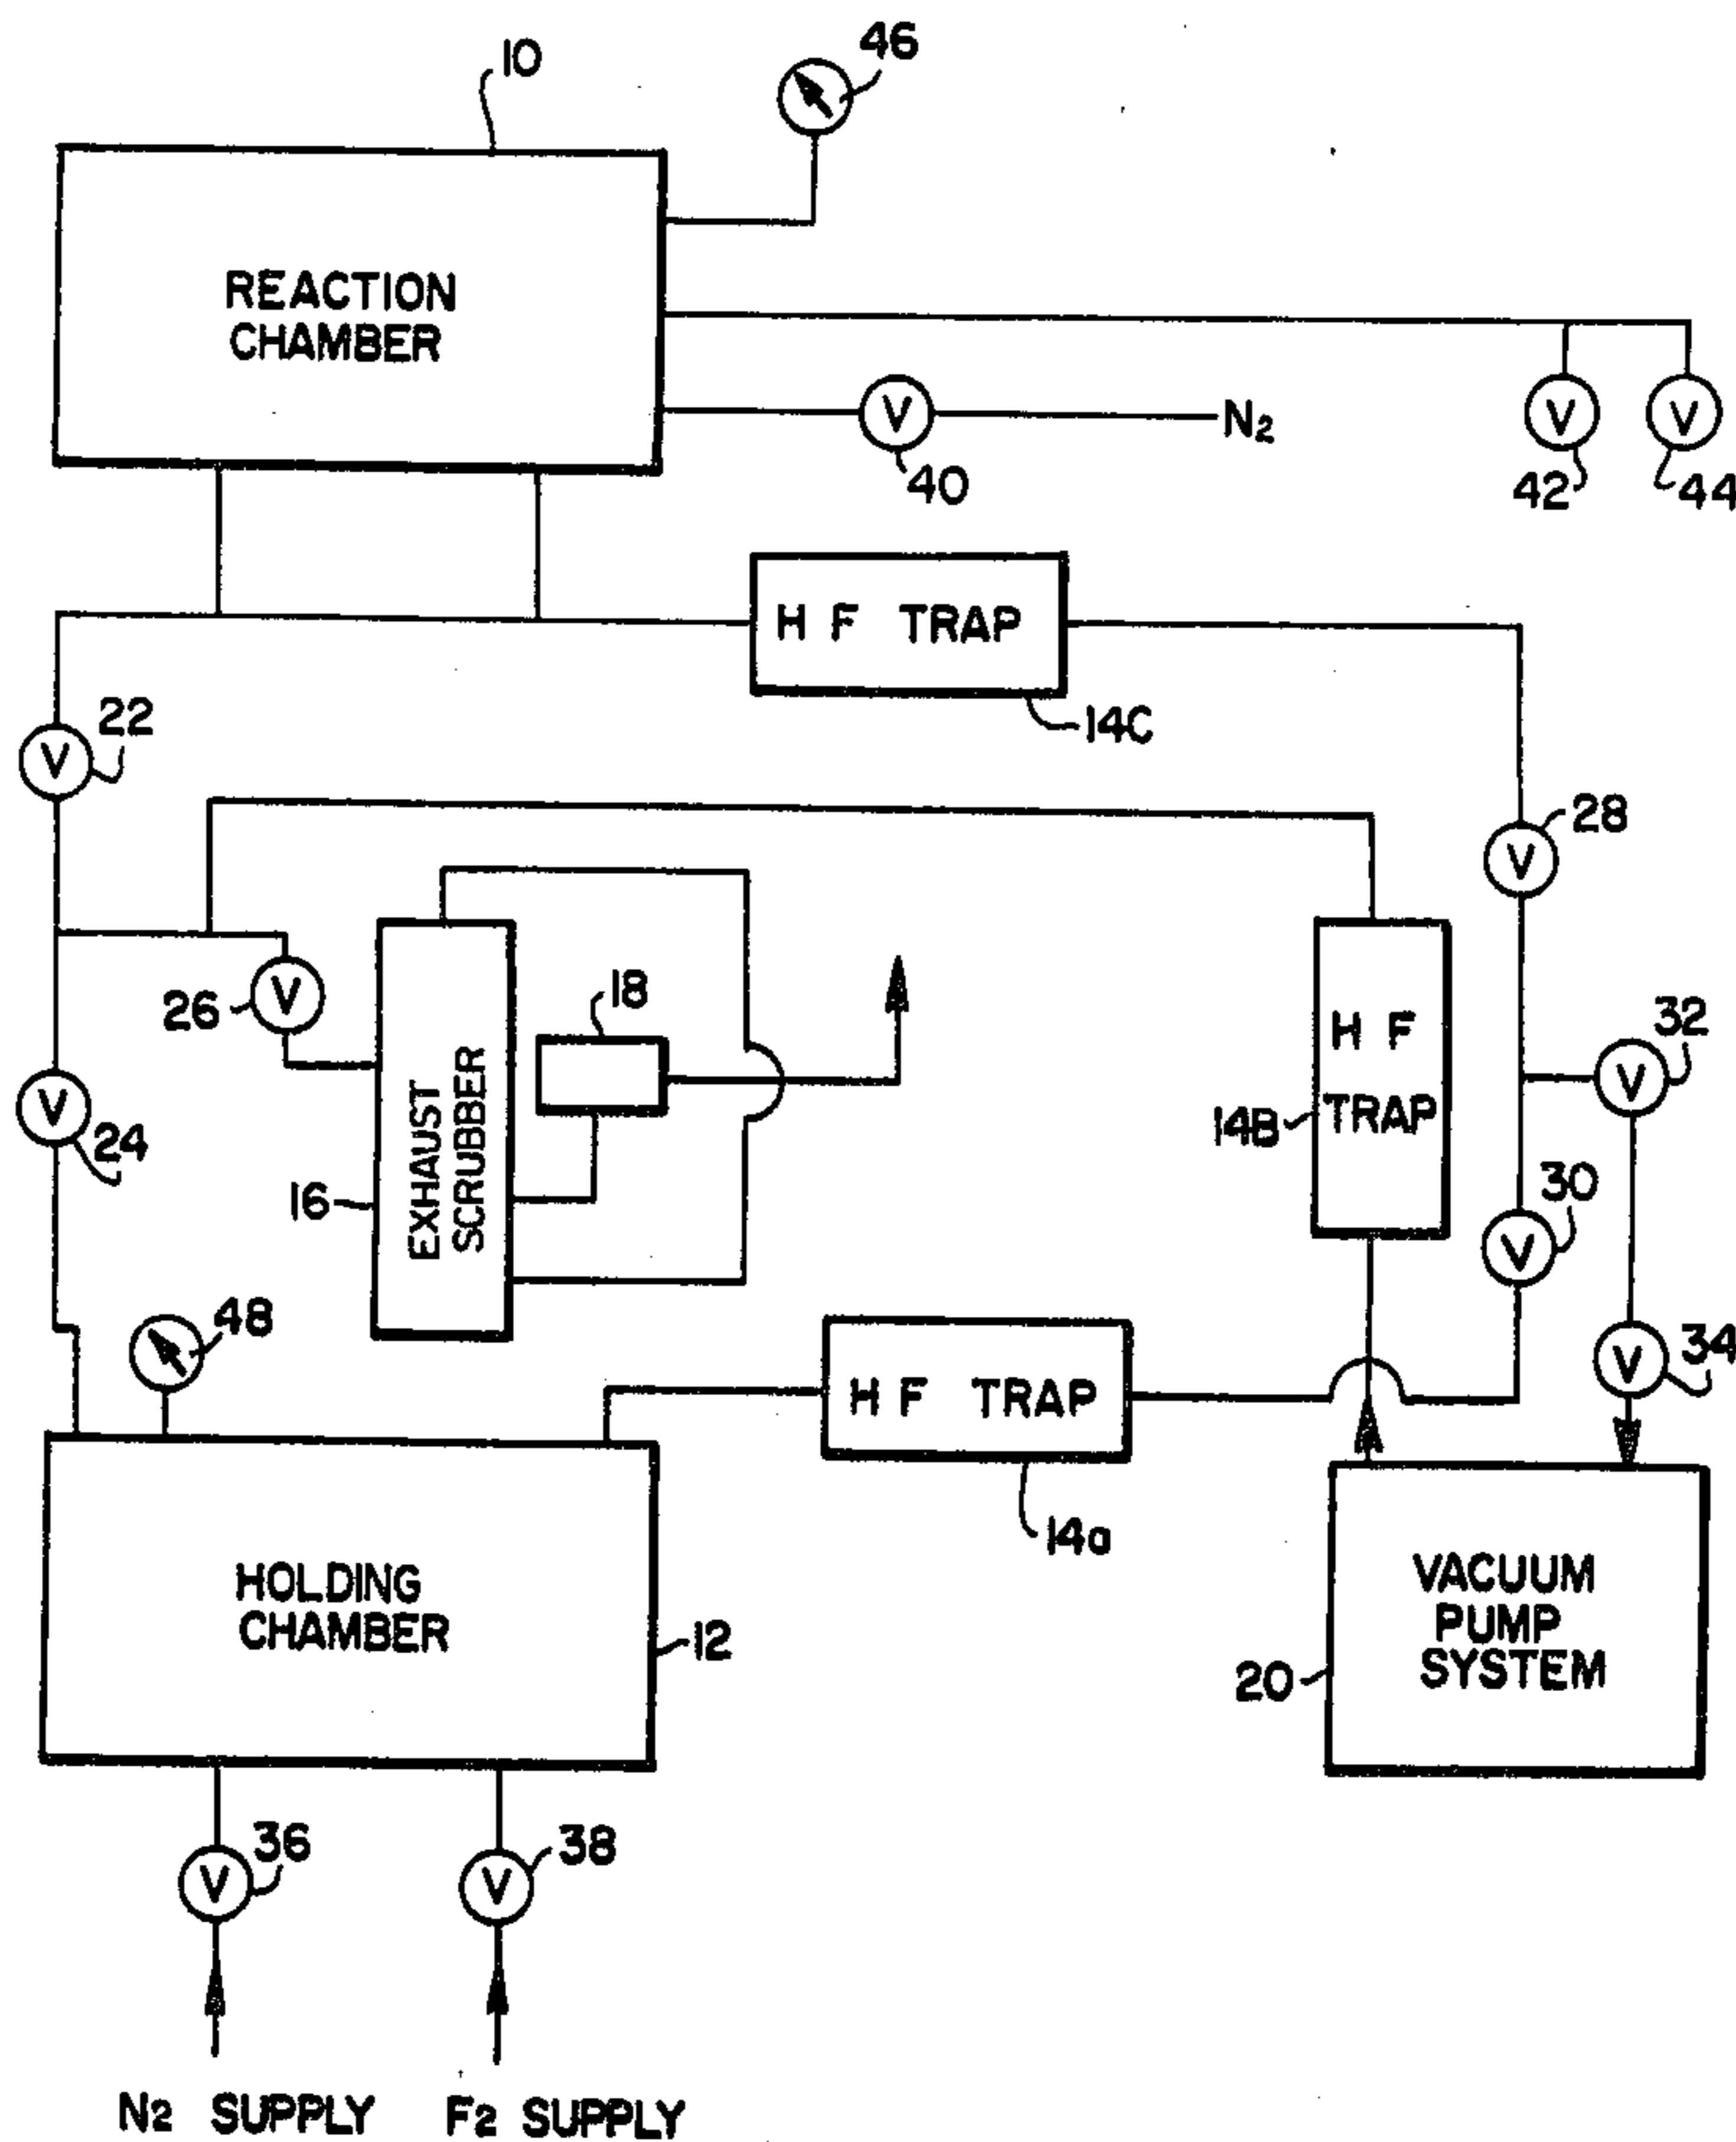 10
46
REACTION
CHAMBER
V
N2
40
V
V
42
44
H F TRAP
14C
22
V
28
V
26
V
18
32
V
H F
TRAP
14B
V
24
EXHAUST
SCRUBBER
16
30
V
48
34
V
H F TRAP
14a
HOLDING
CHAMBER
12
VACUUM
PUMP
SYSTEM
20
36
V
38
V
N2 SUPPLY
F2 SUPPLY